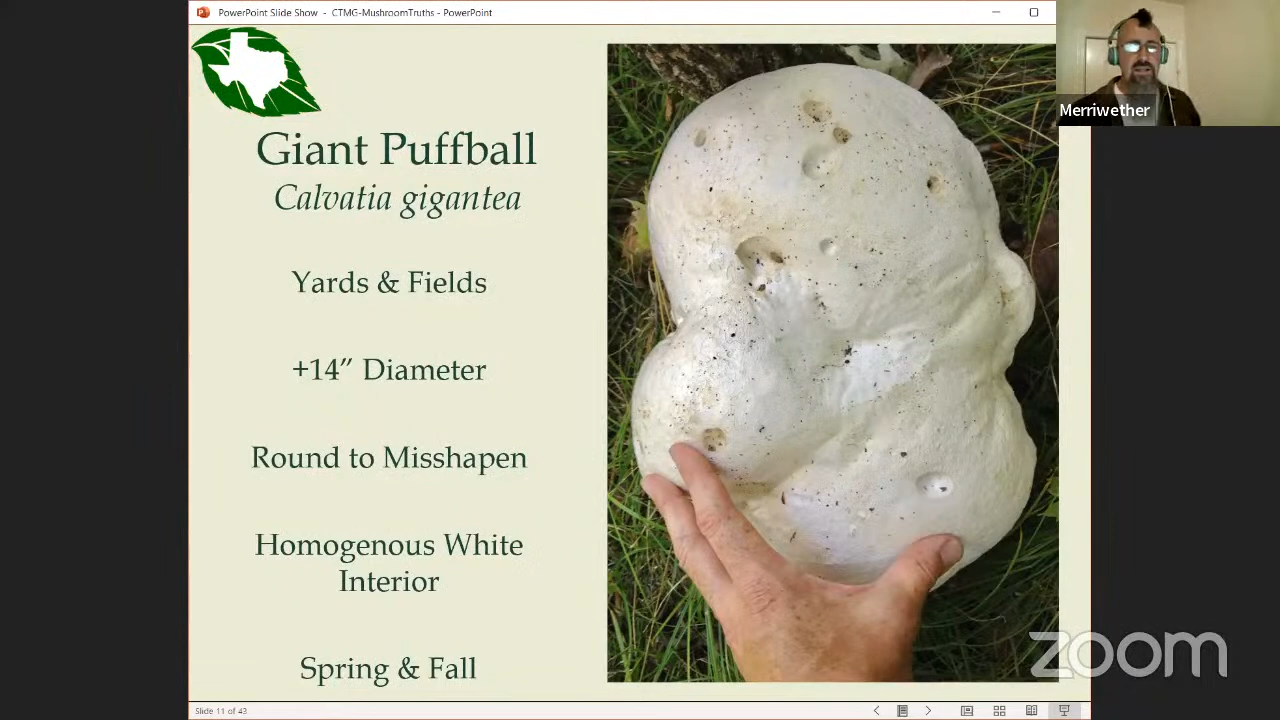 PowerPoint Slide Show - CTMG-MushroomTruths - PowerPoint
Merriwether
Giant Puffball
Calvatia gigantea
Yards & Fields
+14” Diameter
Round to Misshapen
Homogenous White
Interior
Spring & Fall
zoom
Slide 11 of 43